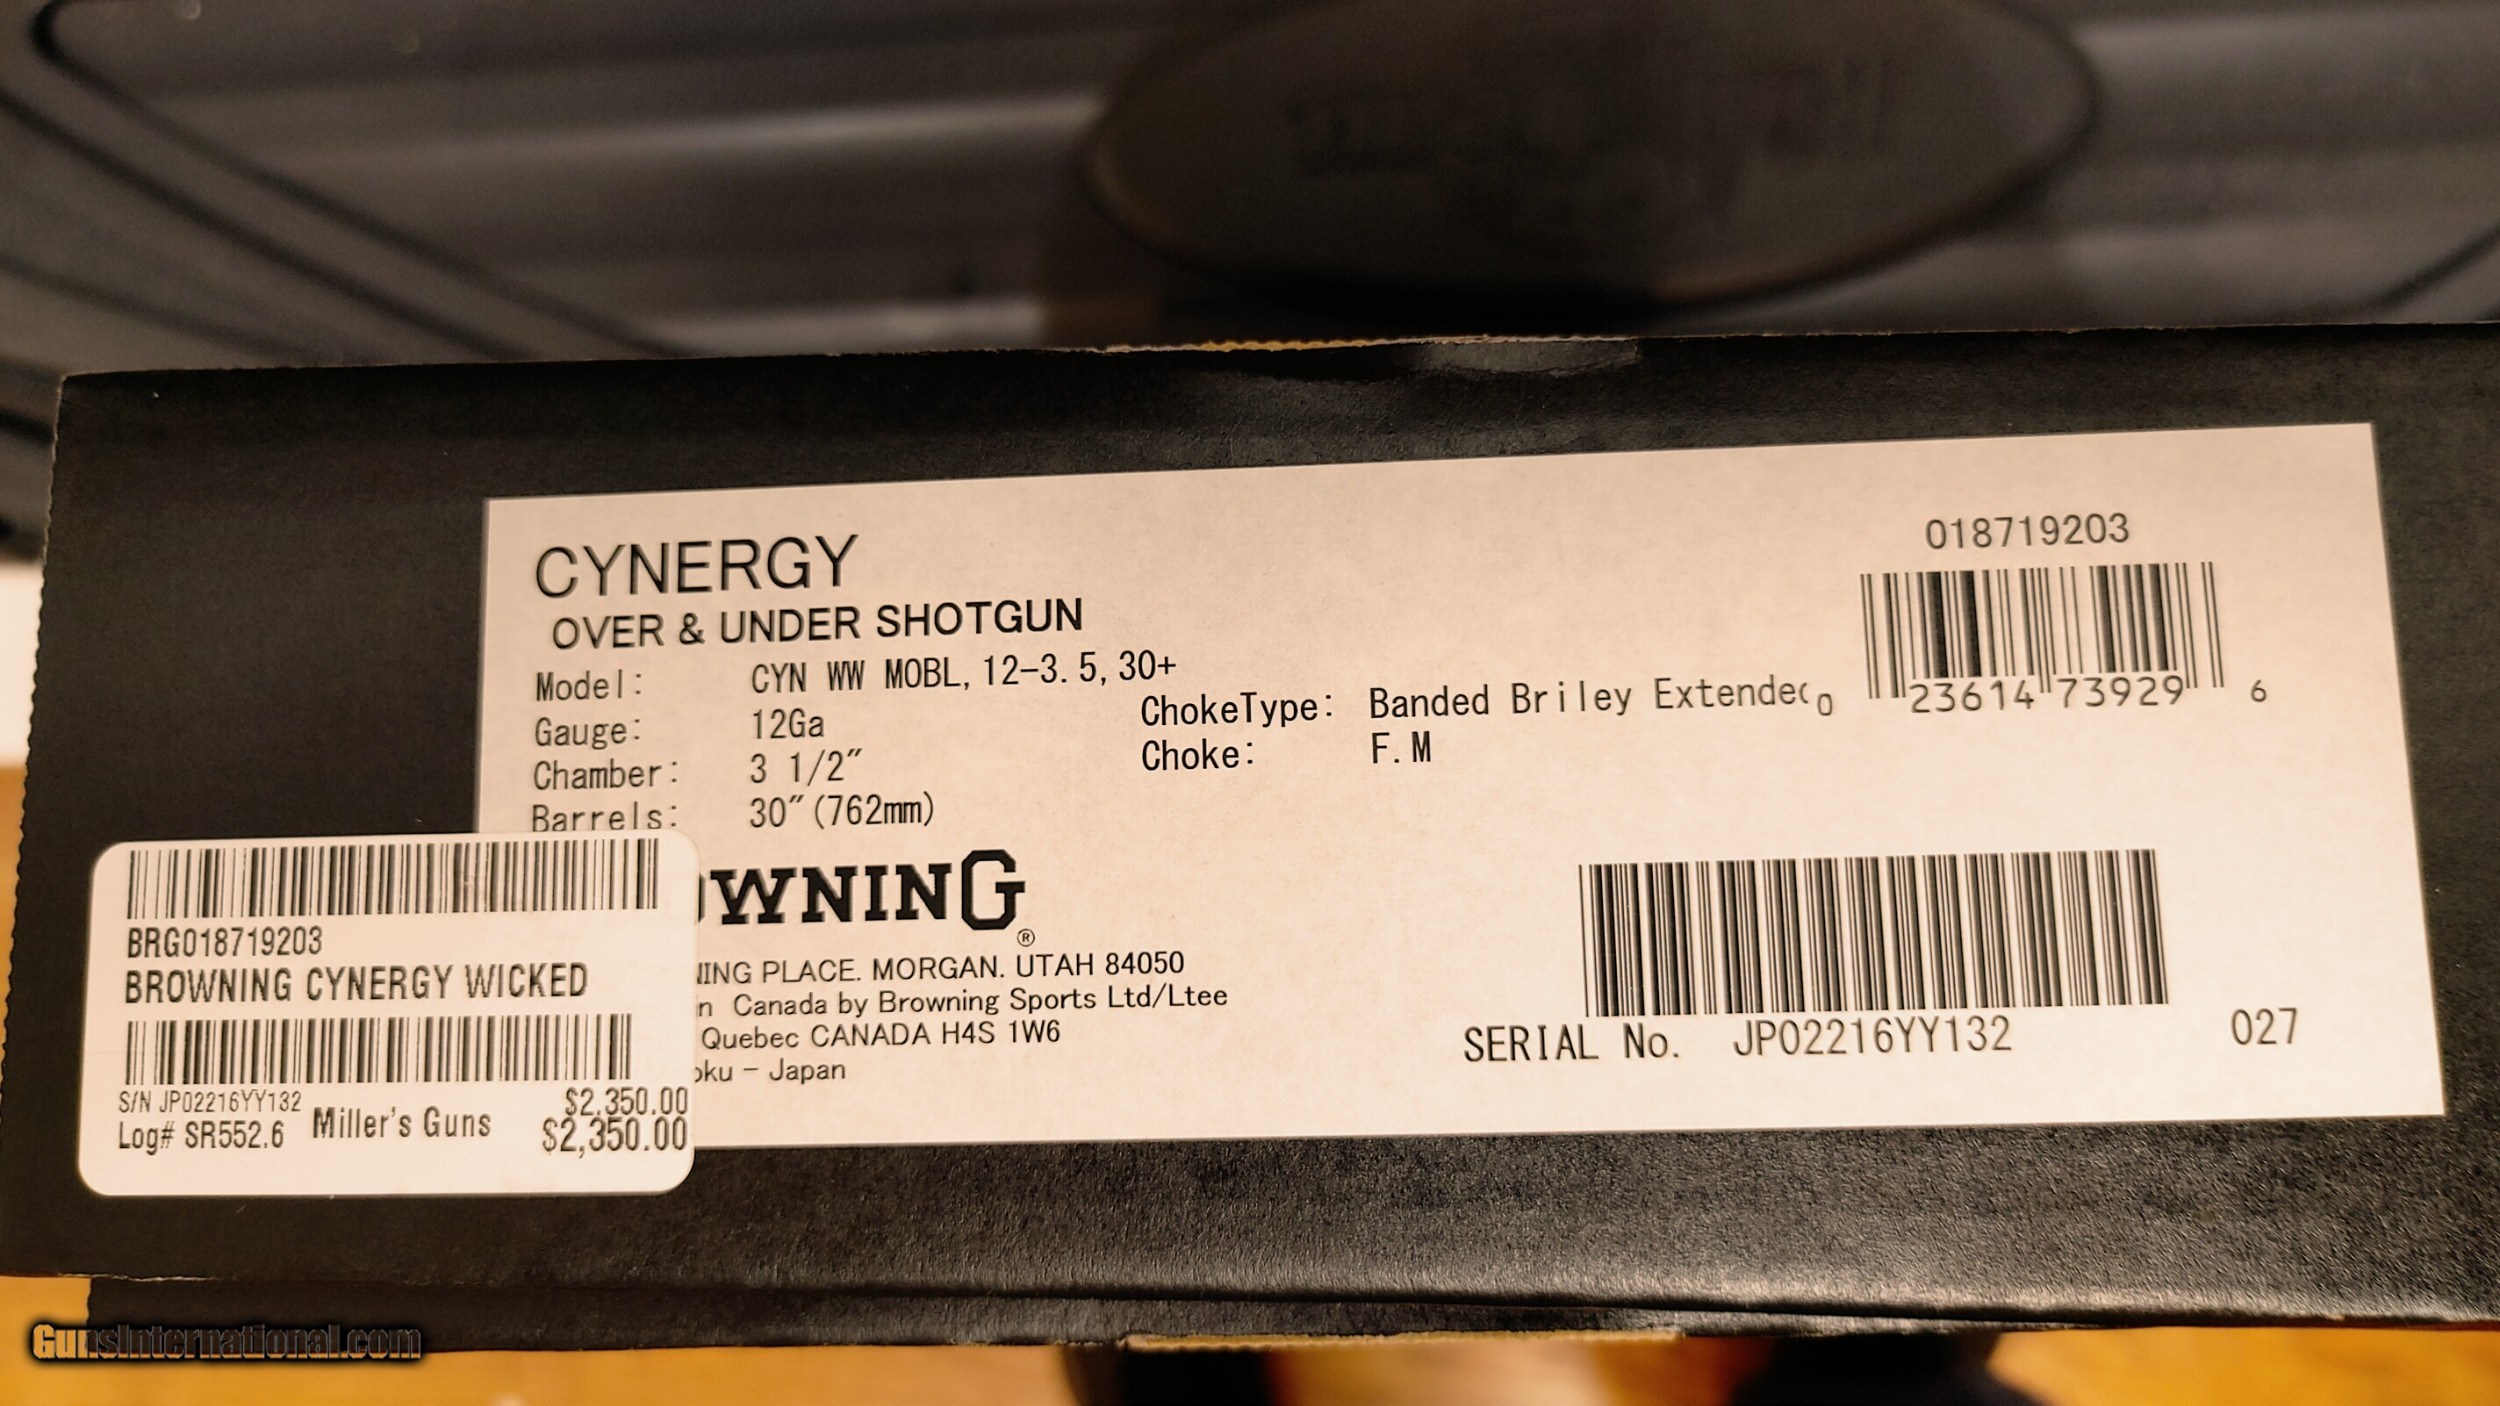 CYNERGY
OVER & UNDER SHOTGUN
Model: CYN WW MOBL, 12-3. 5, 30+
Gauge: 12Ga
Chamber: 3 1/2"
Barrels: 30" (762mm)
ChokeType: Banded Briley Extended
Choke: F. M
018719203
0 23614 73929 6
OWNING®
ING PLACE. MORGAN. UTAH 84050
n Canada by Browning Sports Ltd/Ltee
Quebec CANADA H4S 1W6
oku - Japan
SERIAL No. JP02216YY132
027
BRG018719203
BROWNING CYNERGY WICKED
S/N JP02216YY132 $2,350.00
Log# SR552.6 Miller's Guns $2,350.00
GunsInternational.com